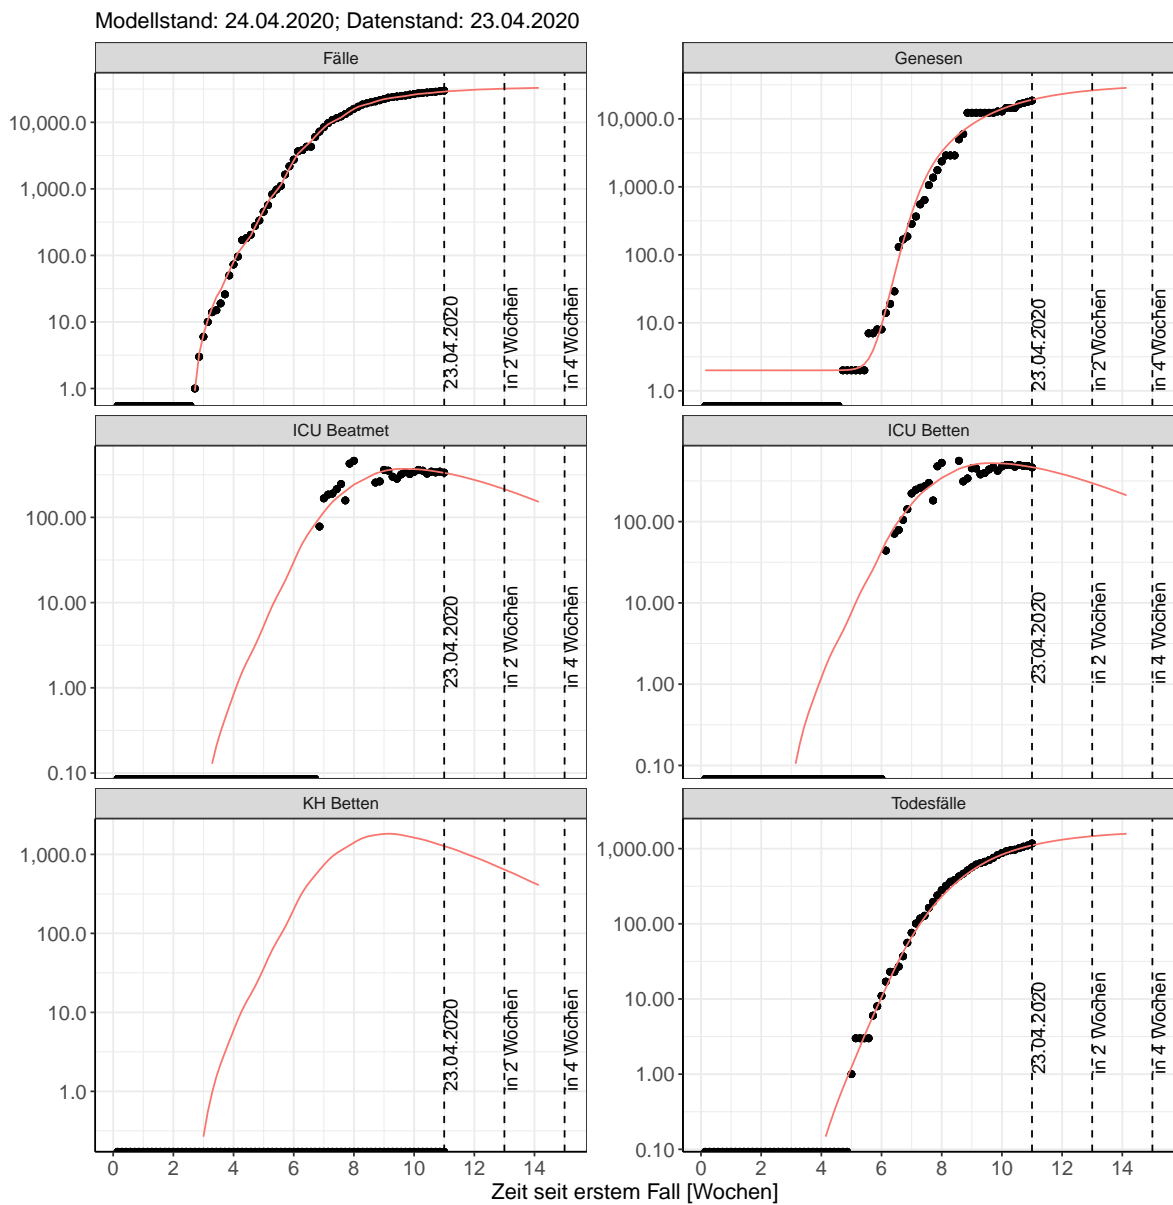 Modellstand: 24.04.2020; Datenstand: 23.04.2020
Fälle
10,000.0
1,000.0
100.0
10.0
1.0
23.04.2020
in 2 Wochen
in 4 Wochen
Genesen
10,000.0
1,000.0
100.0
10.0
1.0
23.04.2020
in 2 Wochen
in 4 Wochen
ICU Beatmet
100.00
10.00
1.00
0.10
23.04.2020
in 2 Wochen
in 4 Wochen
ICU Betten
100.00
10.00
1.00
0.10
23.04.2020
in 2 Wochen
in 4 Wochen
KH Betten
1,000.0
100.0
10.0
1.0
23.04.2020
in 2 Wochen
in 4 Wochen
0 2 4 6 8 10 12 14
Todesfälle
1,000.00
100.00
10.00
1.00
0.10
23.04.2020
in 2 Wochen
in 4 Wochen
0 2 4 6 8 10 12 14
Zeit seit erstem Fall [Wochen]